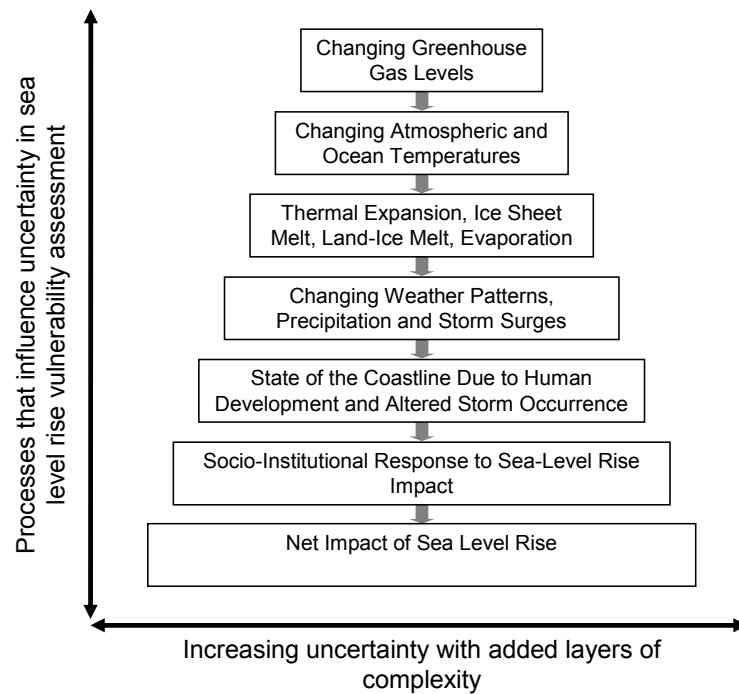 Processes that influence uncertainty in sea
level rise vulnerability assessment
Changing Greenhouse
Gas Levels
Changing Atmospheric and
Ocean Temperatures
Thermal Expansion, Ice Sheet
Melt, Land-Ice Melt, Evaporation
Changing Weather Patterns,
Precipitation and Storm Surges
State of the Coastline Due to Human
Development and Altered Storm Occurrence
Socio-Institutional Response to Sea-Level Rise
Impact
Net Impact of Sea Level Rise
Increasing uncertainty with added layers of
complexity